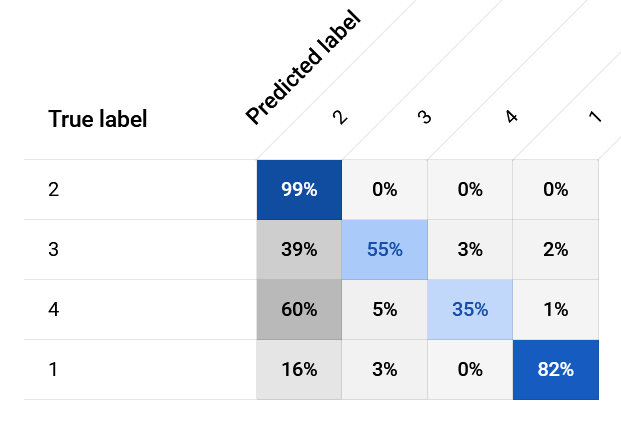 Predicted label
True label 2 3 4 1
2 99% 0% 0% 0%
3 39% 55% 3% 2%
4 60% 5% 35% 1%
1 16% 3% 0% 82%